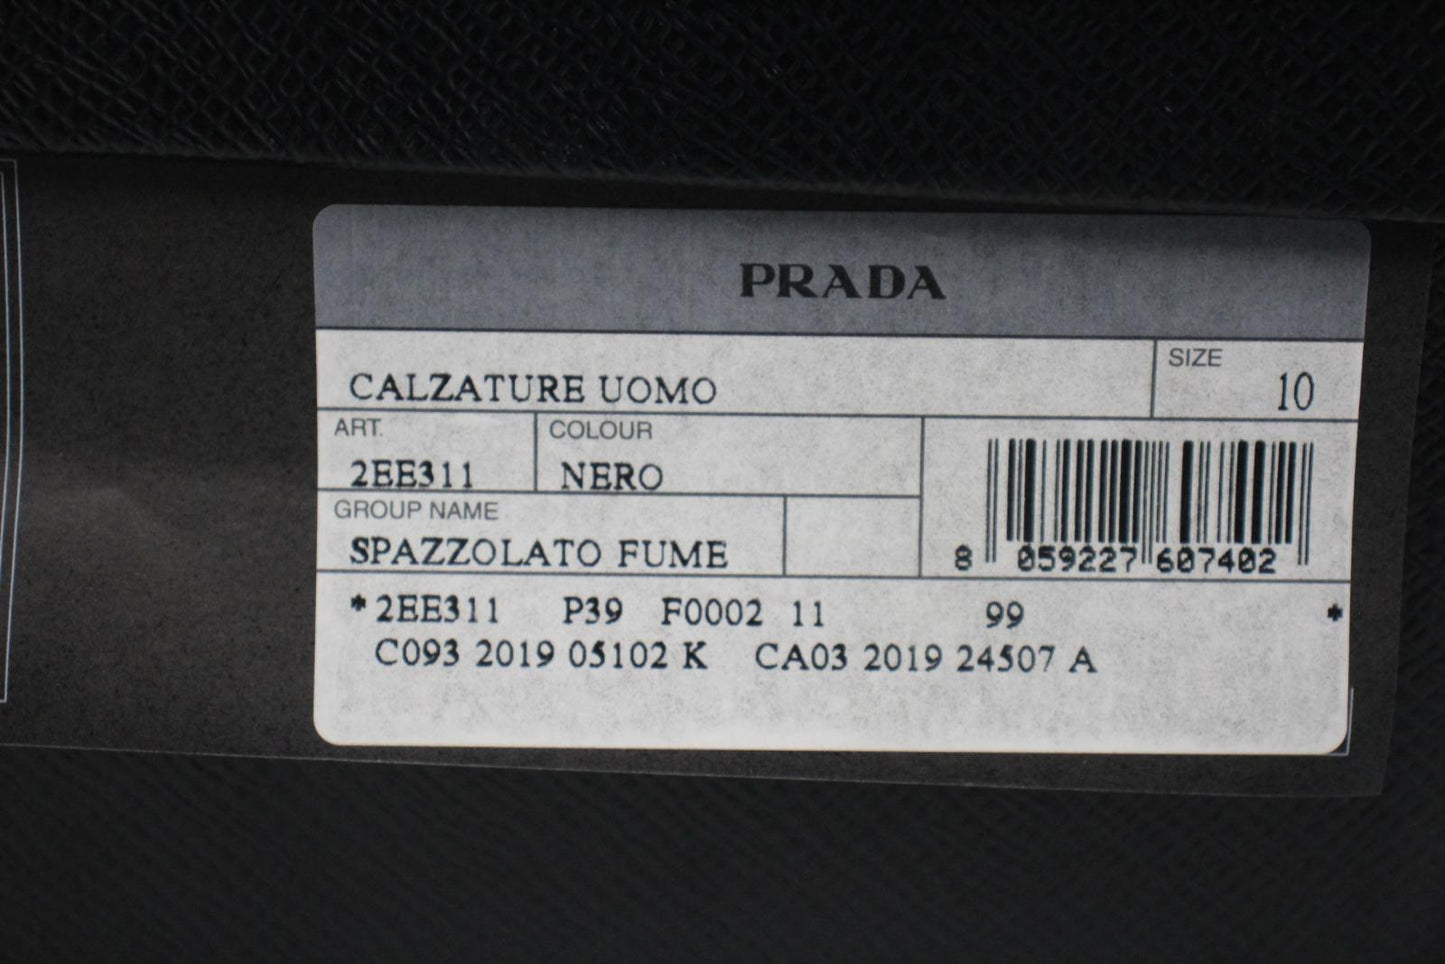 PRADA
CALZATURE UOMO
SIZE
10
ART.
2EE311
COLOUR
NERO
GROUP NAME
SPAZZOLATO FUME
8 059227 607402
*2EE311 P39 F0002 11 99 *
C093 2019 05102 K CA03 2019 24507 A